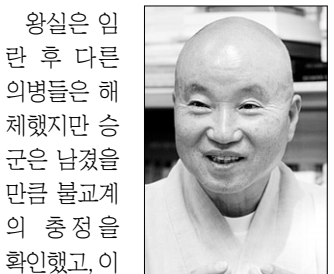 왕실은 임
란 후 다른
의병들은 해
체했지만 승
군은 남겼을
만큼 불교계
의 충정을
확인했고, 이